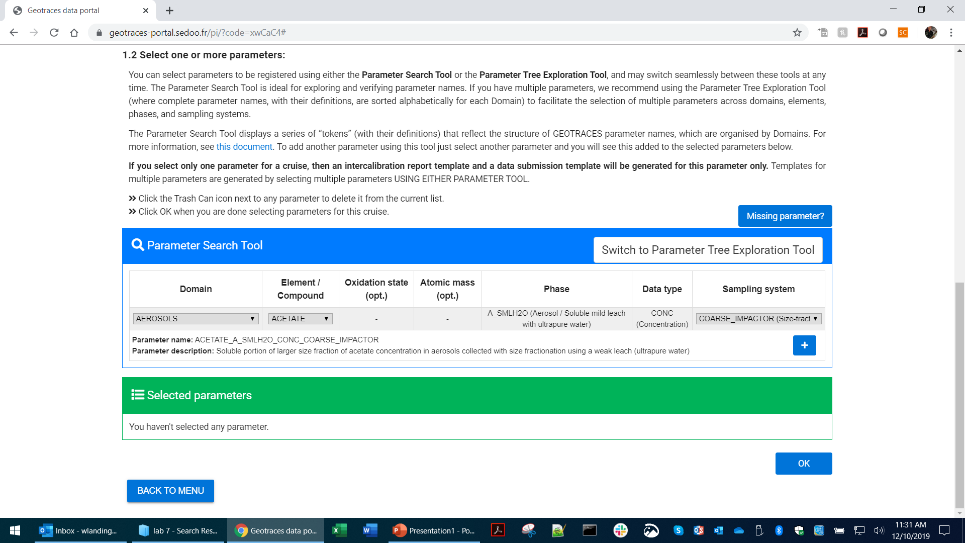 Geotraces data portal
geotraces-portal.sedoo.fr/pi/?code=xwCaC4#
1.2 Select one or more parameters:
You can select parameters to be registered using either the Parameter Search Tool or the Parameter Tree Exploration Tool, and may switch seamlessly between these tools at any
time. The Parameter Search Tool is ideal for exploring and verifying parameter names. If you have multiple parameters, we recommend using the Parameter Tree Exploration Tool
(where complete parameter names, with their definitions, are sorted alphabetically for each Domain) to facilitate the selection of multiple parameters across domains, elements,
phases, and sampling systems.
The Parameter Search Tool displays a series of “tokens” (with their definitions) that reflect the structure of GEOTRACES parameter names, which are organised by Domains. For
more information, see this document. To add another parameter using this tool just select another parameter and you will see this added to the selected parameters below.
If you select only one parameter for a cruise, then an intercalibration report template and a data submission template will be generated for this parameter only. Templates for
multiple parameters are generated by selecting multiple parameters USING EITHER PARAMETER TOOL.
» Click the Trash Can icon next to any parameter to delete it from the current list.
» Click OK when you are done selecting parameters for this cruise.
Missing parameter?
Parameter Search Tool
Switch to Parameter Tree Exploration Tool
Domain
Element / Compound
Oxidation state (opt.)
Atomic mass (opt.)
Phase
Data type
Sampling system
AEROSOLS
ACETATE
-
-
A_SMLH2O (Aerosol / Soluble mild leach
with ultrapure water)
CONC
(Concentration)
COARSE_IMPACTOR (Size-fract
Parameter name: ACETATE_A_SMLH2O_CONC_COARSE_IMPACTOR
Parameter description: Soluble portion of larger size fraction of acetate concentration in aerosols collected with size fractionation using a weak leach (ultrapure water)
+
Selected parameters
You haven't selected any parameter.
OK
BACK TO MENU
Inbox - wlanding...
lab 7 - Search Res...
Geotraces data po...
Presentation1 - Po...
11:31 AM
12/10/2019